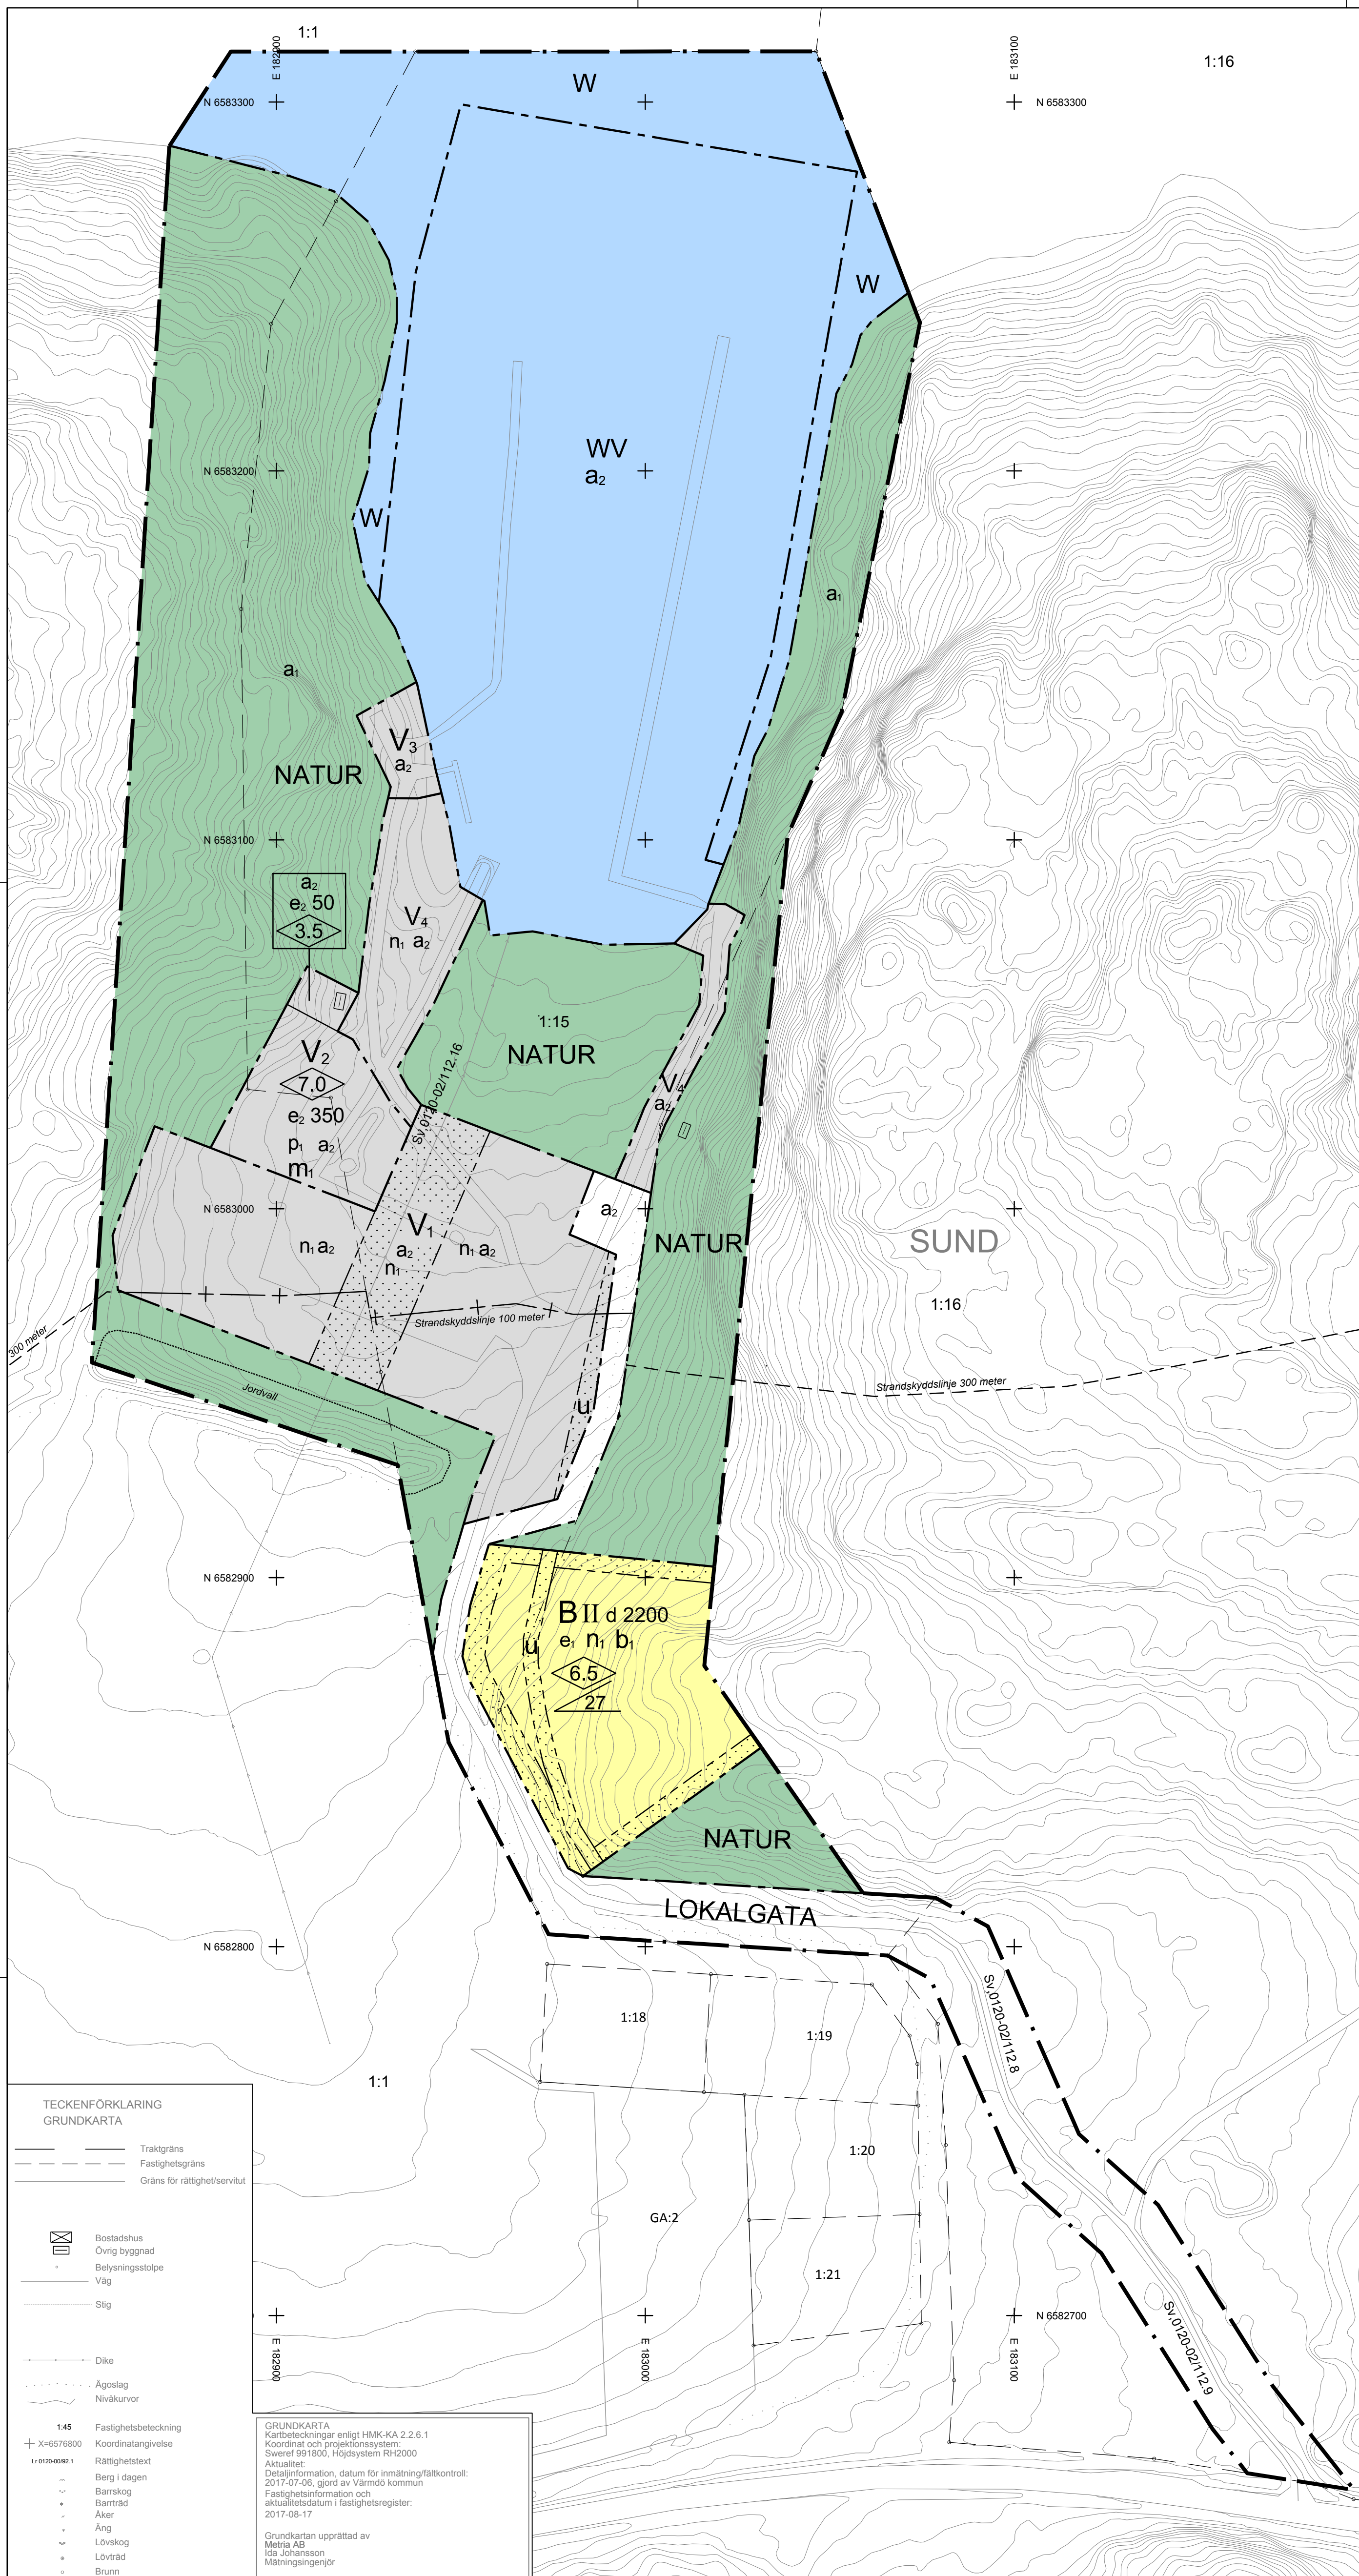 1:1
E 182900
E 183100
1:16
W
N 6583300
N 6583300
W
WV
a2
N 6583200
W
a1
a1
V3
a2
NATUR
N 6583100
a2
e2 50
3.5
V4
n1 a2
1:15
NATUR
Sv,0120-02/112.16
V2
7.0
V4
a2
e2 350
p1 a2
m1
N 6583000
a2
V1
a2
n1
n1 a2
n1 a2
NATUR
SUND
1:16
Strandskyddslinje 100 meter
300 meter
Strandskyddslinje 300 meter
Jordvall
u
N 6582900
B II d 2200
e1 n1 b1
u
6.5
27
NATUR
LOKALGATA
N 6582800
Sv,0120-02/112.8
1:18
1:19
1:1
1:20
GA:2
1:21
Sv,0120-02/112.9
N 6582700
E 182900
E 183000
E 183100
TECKENFÖRKLARING
GRUNDKARTA
Traktgräns
Fastighetsgräns
Gräns för rättighet/servitut
Bostadshus
Övrig byggnad
Belysningsstolpe
Väg
Stig
Dike
Ägoslag
Nivåkurvor
1:45 Fastighetsbeteckning
X=6576800 Koordinatangivelse
Lr 0120-00/92.1 Rättighetstext
Berg i dagen
Barrskog
Barrträd
Åker
Äng
Lövskog
Lövträd
Brunn
GRUNDKARTA
Kartbeteckningar enligt HMK-KA 2.2.6.1
Koordinat och projektionssystem:
Sweref 991800, Höjdsystem RH2000
Aktualitet:
Detaljinformation, datum för inmätning/fältkontroll:
2017-07-06, gjord av Värmdö kommun
Fastighetsinformation och
aktualitetsdatum i fastighetsregister:
2017-08-17
Grundkartan upprättad av
Metria AB
Ida Johansson
Mätningsingenjör